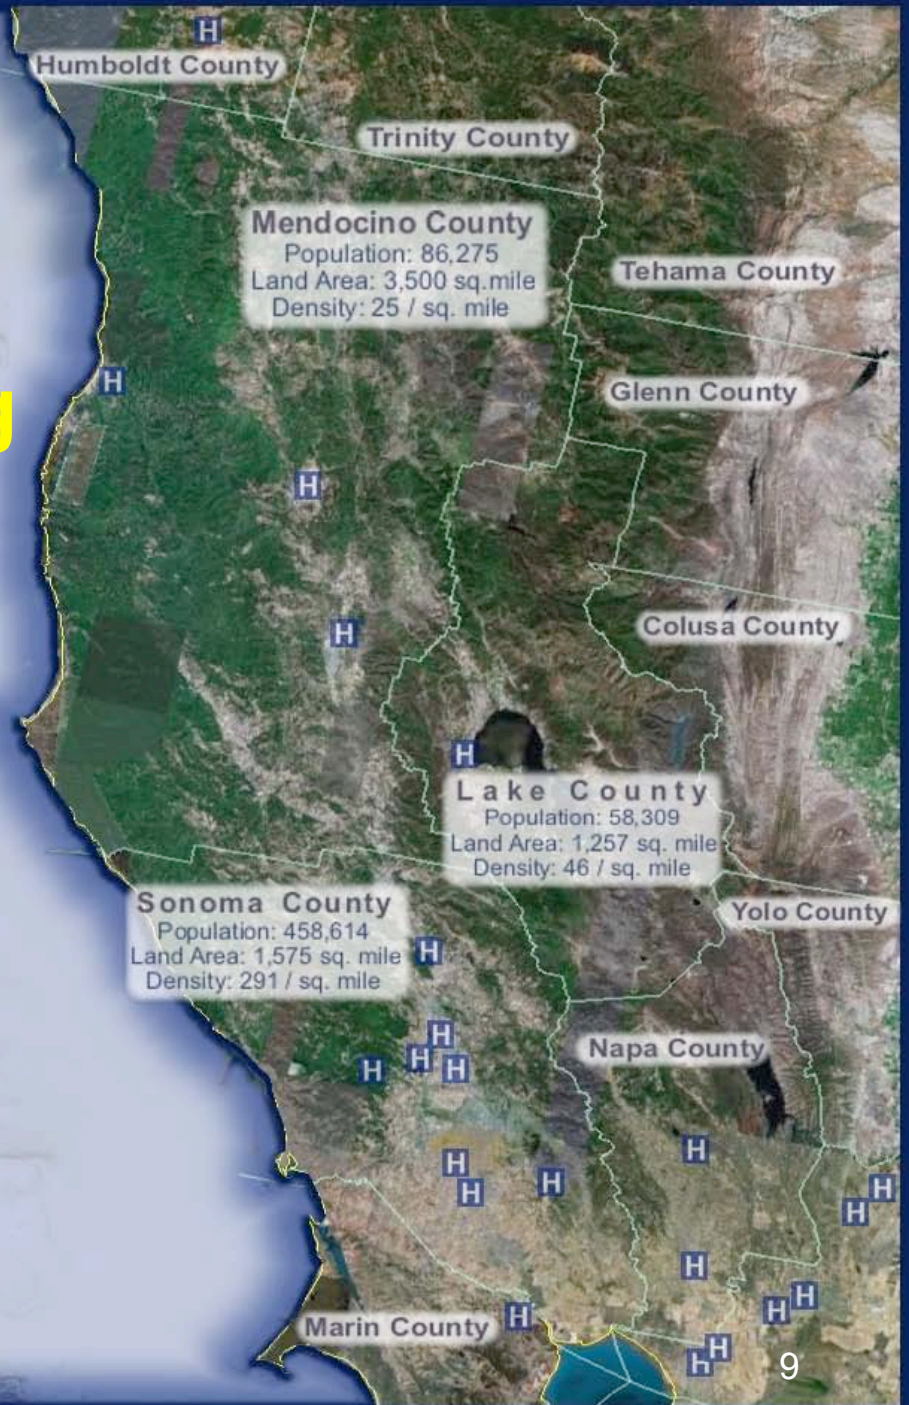 H
Humboldt County
Trinity County
Mendocino County
Population: 86,275
Land Area: 3,500 sq.mile
Density: 25 / sq. mile
Tehama County
H
g
Glenn County
H
Colusa County
H
H
Lake County
Population: 58,309
Land Area: 1,257 sq. mile
Density: 46 / sq. mile
Sonoma County
Population: 458,614
Land Area: 1,575 sq. mile
Density: 291 / sq. mile
Yolo County
H
H
H
H
H
Napa County
H
H
H
H
H
H
H
H
H
H
Marin County
H
H
h
9